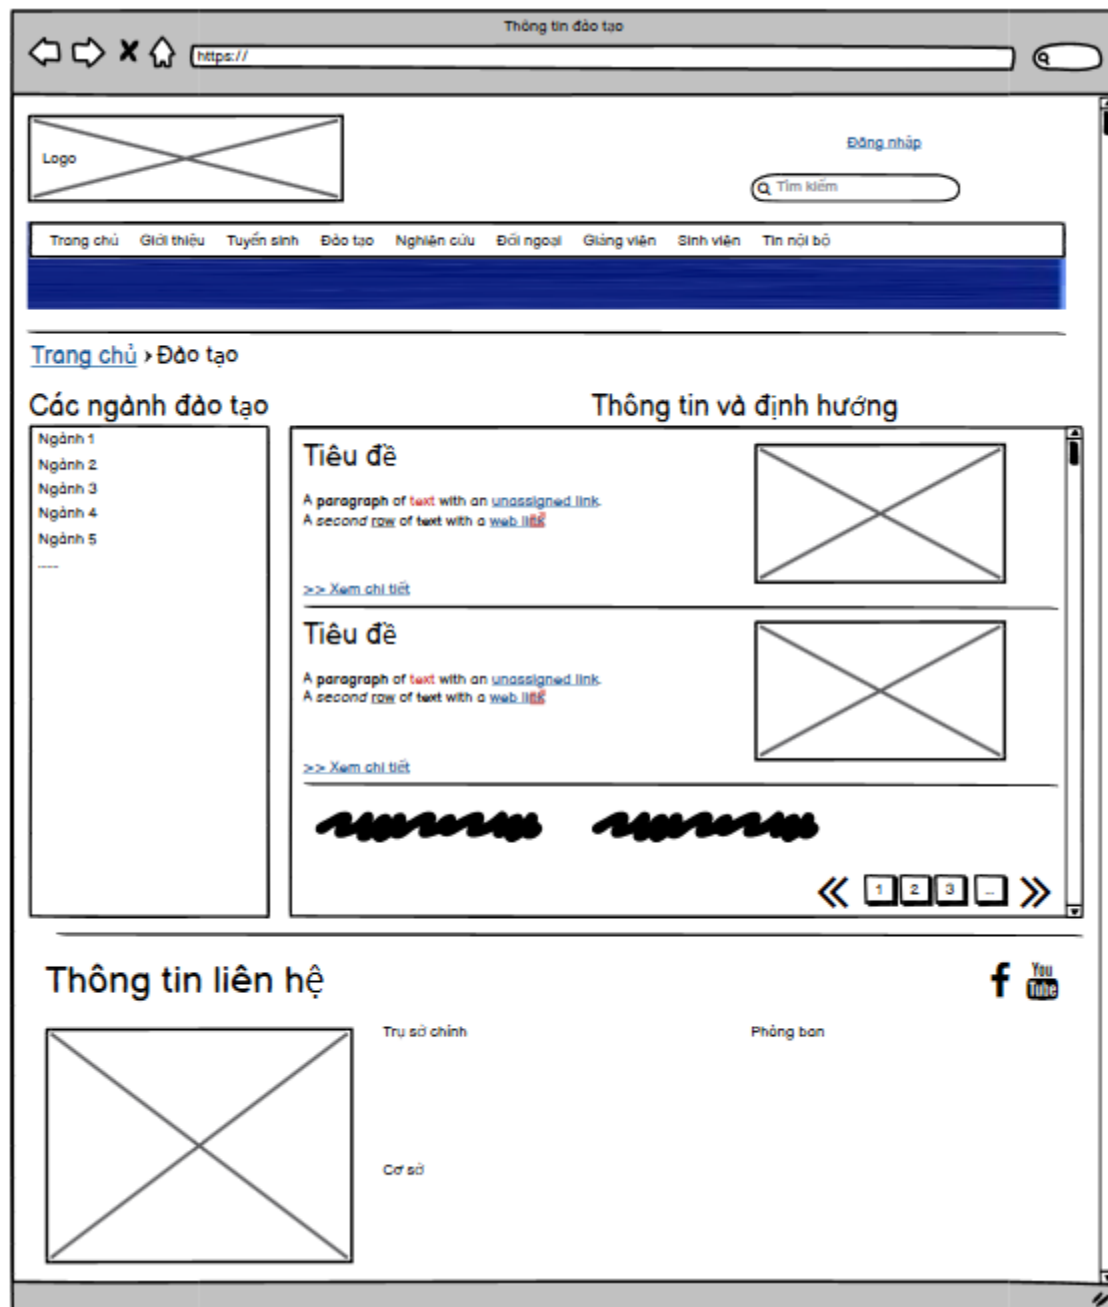 Thông tin đào tạo
https://
Logo
Đăng nhập
Tìm kiếm
Trang chủ Giới thiệu Tuyển sinh Đào tạo Nghiên cứu Đối ngoại Giảng viên Sinh viên Tin nội bộ
Trang chủ › Đào tạo
Các ngành đào tạo
Ngành 1
Ngành 2
Ngành 3
Ngành 4
Ngành 5
----
Thông tin và định hướng
Tiêu đề
A paragraph of text with an unassigned link.
A second row of text with a web link
>> Xem chi tiết
Tiêu đề
A paragraph of text with an unassigned link.
A second row of text with a web link
>> Xem chi tiết
« 1 2 3 ... »
Thông tin liên hệ
f You Tube
Trụ sở chính
Phòng ban
Cơ sở